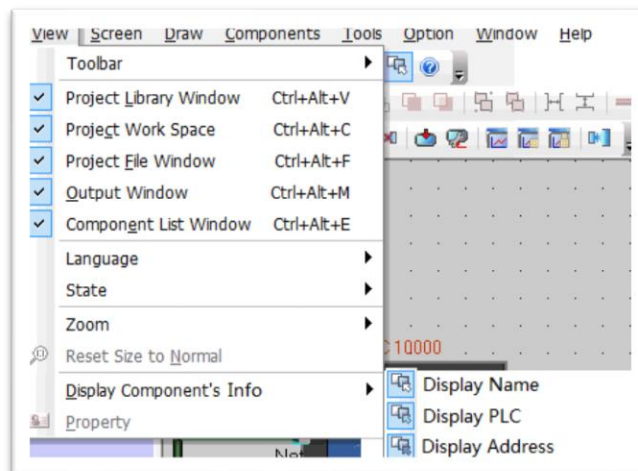 View Screen Draw Components Tools Option Window Help
Toolbar
Project Library Window Ctrl+Alt+V
Project Work Space Ctrl+Alt+C
Project File Window Ctrl+Alt+F
Output Window Ctrl+Alt+M
Component List Window Ctrl+Alt+E
Language
State
Zoom
Reset Size to Normal
10000
Display Component's Info
Display Name
Property
Display PLC
Display Address